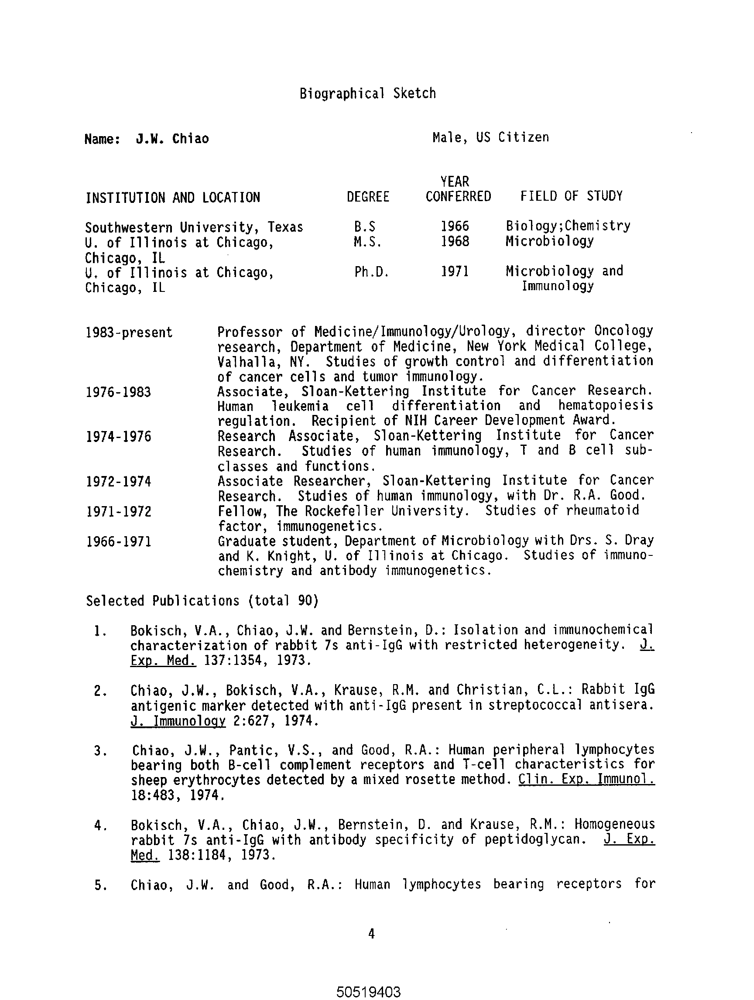 Biographical Sketch
Name: J.W. Chiao Male, US Citizen
YEAR
INSTITUTION AND LOCATION DEGREE CONFERRED FIELD OF STUDY
Southwestern University, Texas B.S 1966 Biology;Chemistry
U. of Illinois at Chicago, M.S. 1968 Microbiology
Chicago, IL
U. of Illinois at Chicago, Ph.D. 1971 Microbiology and
Chicago, IL Immunology
1983-present Professor of Medicine/Immunology/Urology, director Oncology
research, Department of Medicine, New York Medical College,
Valhalla, NY. Studies of growth control and differentiation
of cancer cells and tumor immunology.
1976-1983 Associate, Sloan-Kettering Institute for Cancer Research.
Human leukemia cell differentiation and hematopoiesis
regulation. Recipient of NIH Career Development Award.
1974-1976 Research Associate, Sloan-Kettering Institute for Cancer
Research. Studies of human immunology, T and B cell sub-
classes and functions.
1972-1974 Associate Researcher, Sloan-Kettering Institute for Cancer
Research. Studies of human immunology, with Dr. R.A. Good.
1971-1972 Fellow, The Rockefeller University. Studies of rheumatoid
factor, immunogenetics.
1966-1971 Graduate student, Department of Microbiology with Drs. S. Dray
and K. Knight, U. of Illinois at Chicago. Studies of immuno-
chemistry and antibody immunogenetics.
Selected Publications (total 90)
1. Bokisch, V.A., Chiao, J.W. and Bernstein, D.: Isolation and immunochemical
characterization of rabbit 7s anti-IgG with restricted heterogeneity. J.
Exp. Med. 137:1354, 1973.
2. Chiao, J.W., Bokisch, V.A., Krause, R.M. and Christian, C.L.: Rabbit IgG
antigenic marker detected with anti-IgG present in streptococcal antisera.
J. Immunology 2:627, 1974.
3. Chiao, J.W., Pantic, V.S., and Good, R.A.: Human peripheral lymphocytes
bearing both B-cell complement receptors and T-cell characteristics for
sheep erythrocytes detected by a mixed rosette method. Clin. Exp. Immunol.
18:483, 1974.
4. Bokisch, V.A., Chiao, J.W., Bernstein, D. and Krause, R.M.: Homogeneous
rabbit 7s anti-IgG with antibody specificity of peptidoglycan. J. Exp.
Med. 138:1184, 1973.
5. Chiao, J.W. and Good, R.A.: Human lymphocytes bearing receptors for
4
50519403